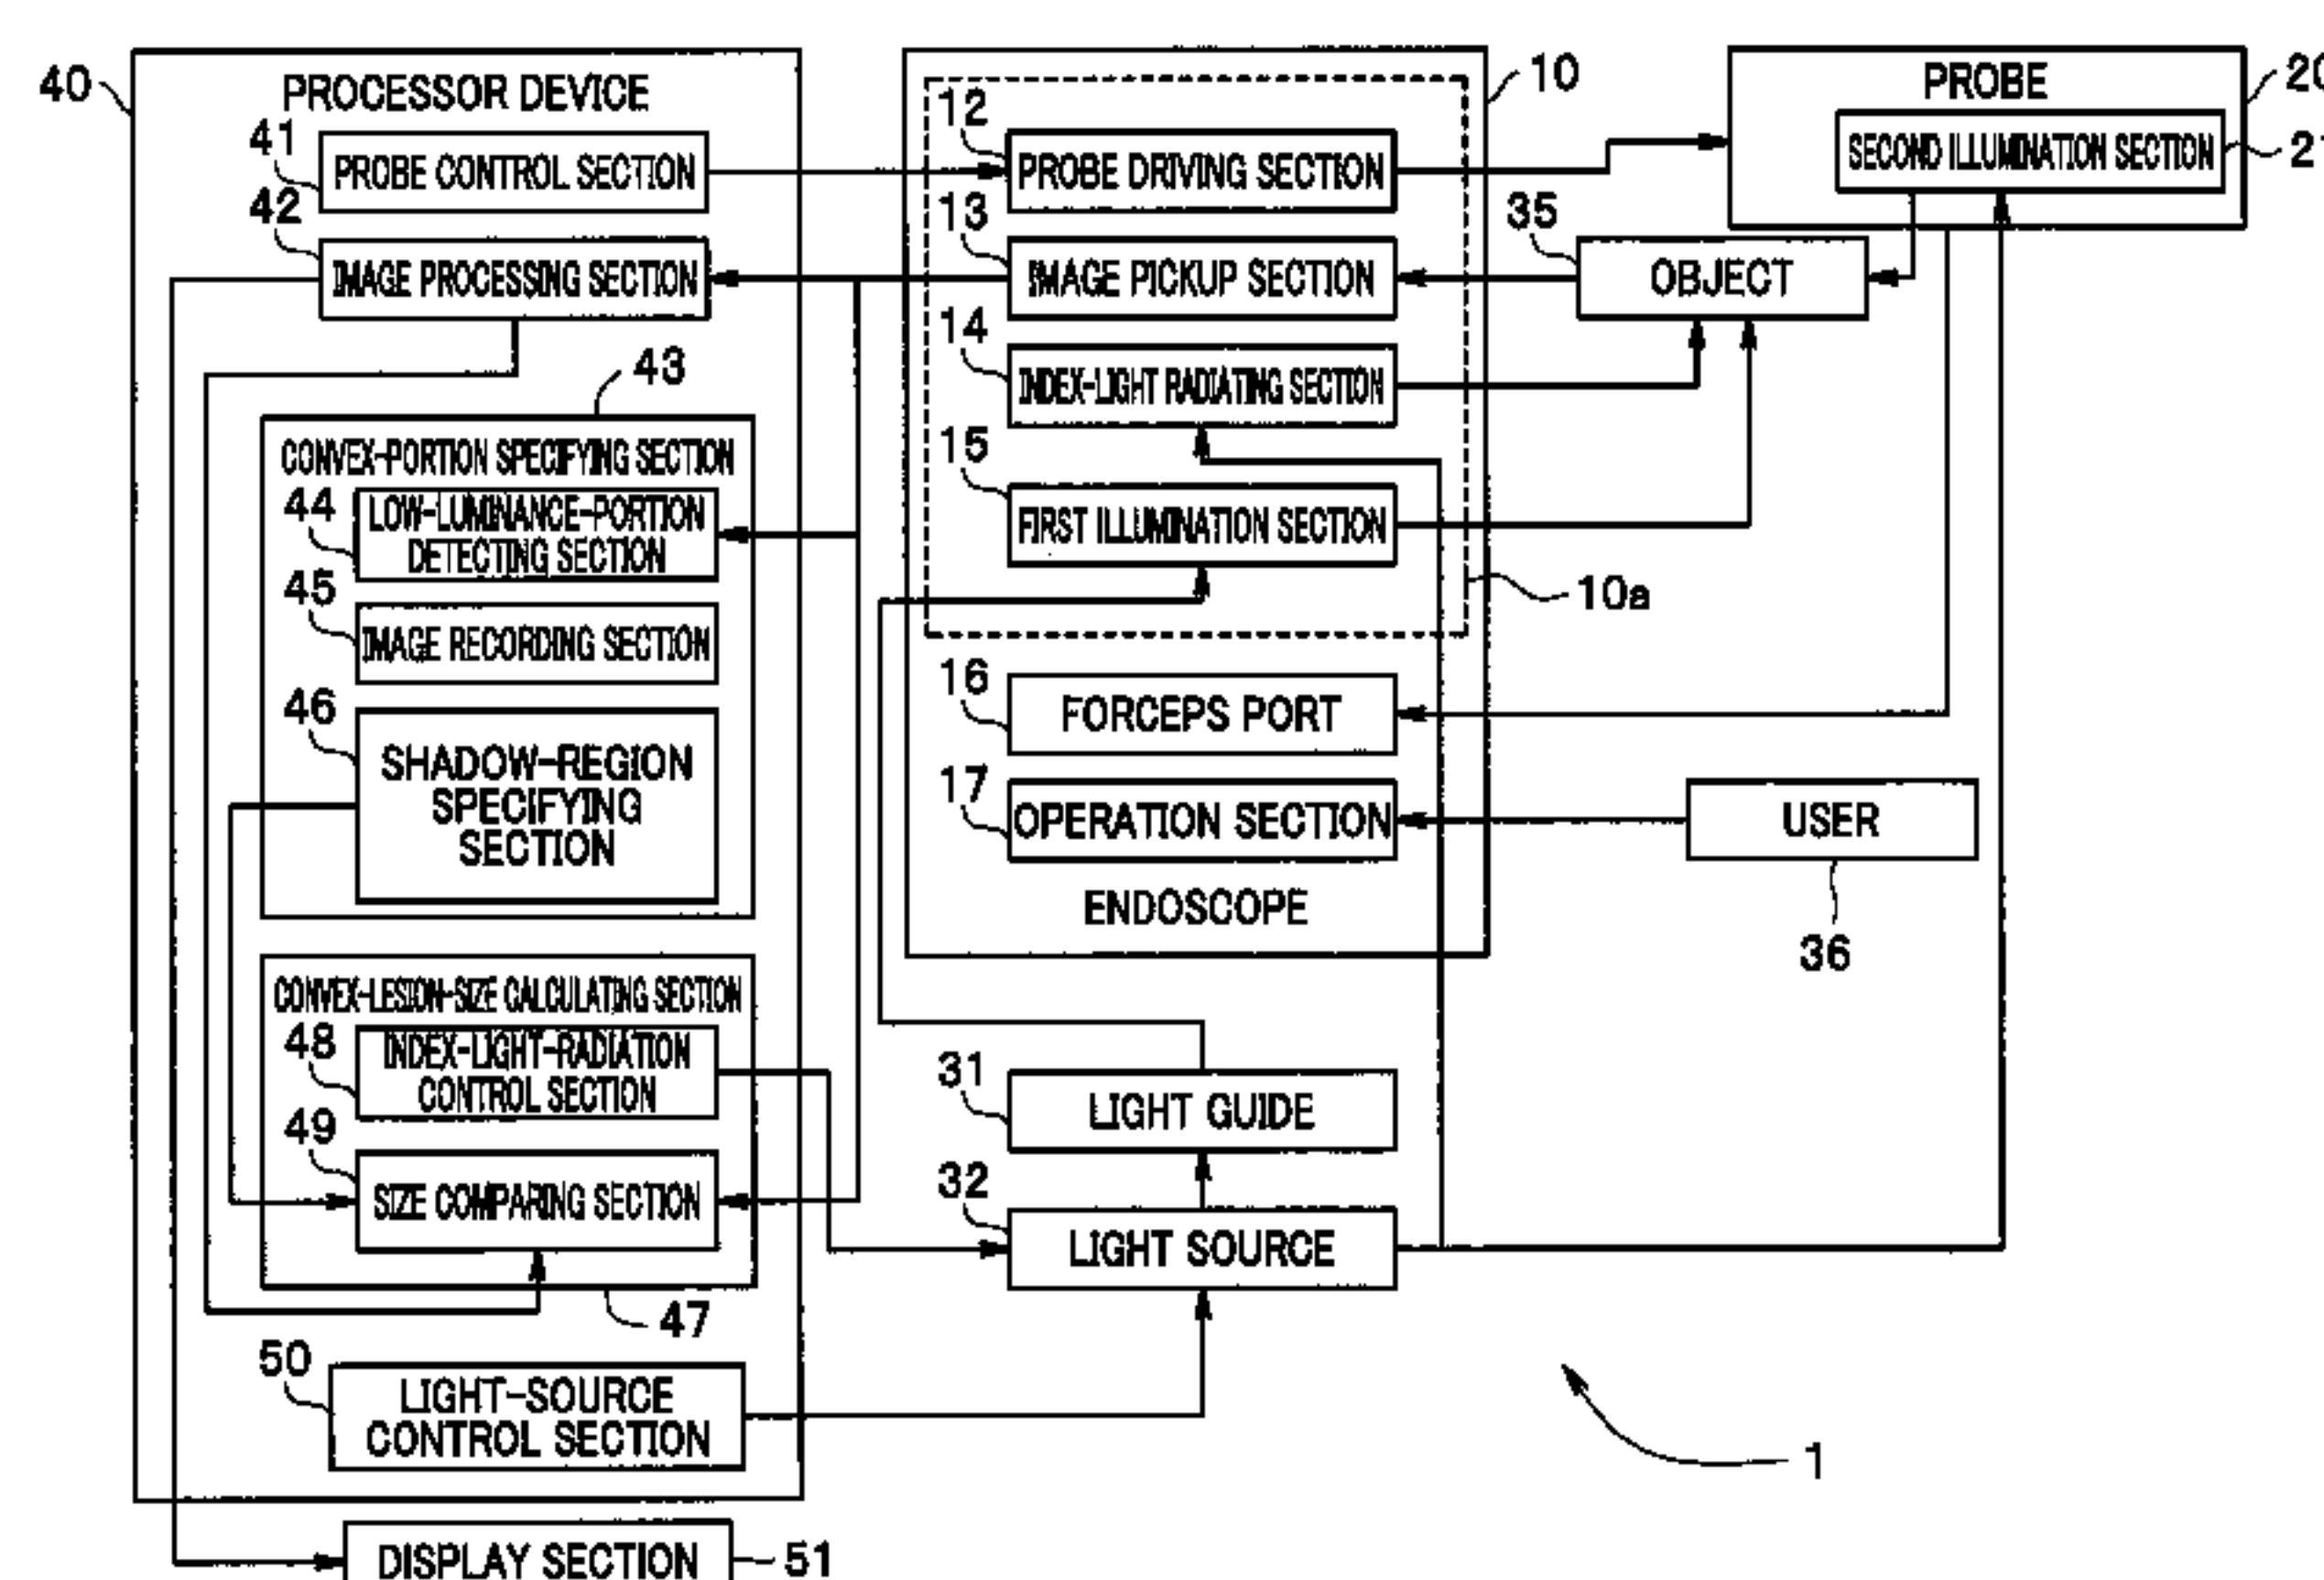 40
PROCESSOR DEVICE
41
PROBE CONTROL SECTION
42
IMAGE PROCESSING SECTION
43
CONVEX-PORTION SPECIFYING SECTION
44
LOW-LUMINANCE-PORTION
DETECTING SECTION
45
IMAGE RECORDING SECTION
46
SHADOW-REGION
SPECIFYING
SECTION
CONVEX-LESION-SIZE CALCULATING SECTION
48
INDEX-LIGHT-RADIATION
CONTROL SECTION
49
SIZE COMPARING SECTION
47
50
LIGHT-SOURCE
CONTROL SECTION
DISPLAY SECTION
51
10
12
PROBE DRIVING SECTION
13
IMAGE PICKUP SECTION
14
INDEX-LIGHT RADIATING SECTION
15
FIRST ILLUMINATION SECTION
10a
16
FORCEPS PORT
17
OPERATION SECTION
ENDOSCOPE
31
LIGHT GUIDE
32
LIGHT SOURCE
PROBE
20
SECOND ILLUMINATION SECTION
21
35
OBJECT
USER
36
1